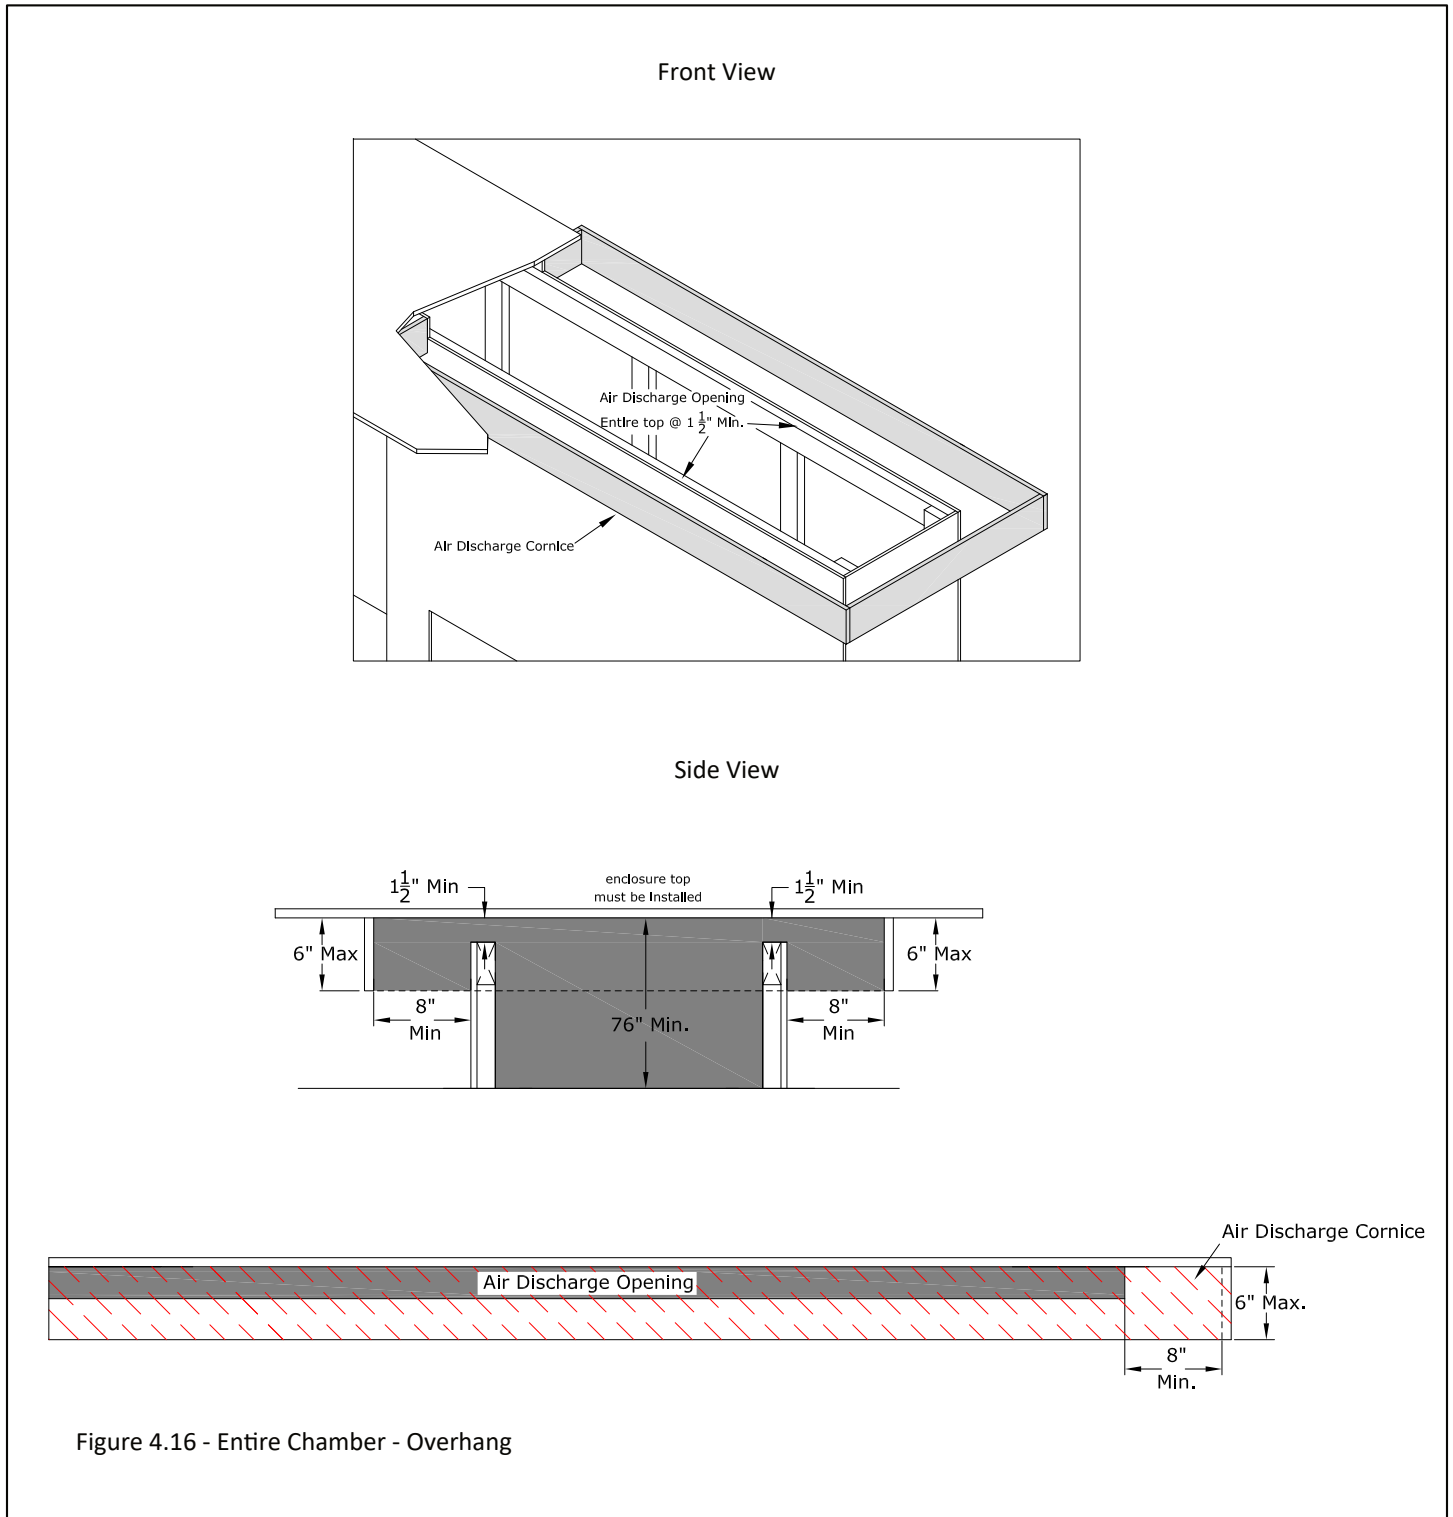 Front View
Air Discharge Opening
Entire top @ 1 1/2" Min.
Air Discharge Cornice
Side View
1 1/2" Min
enclosure top
must be Installed
1 1/2" Min
6" Max
6" Max
8"
Min
76" Min.
8"
Min
Air Discharge Cornice
Air Discharge Opening
6" Max.
8"
Min.
Figure 4.16 - Entire Chamber - Overhang